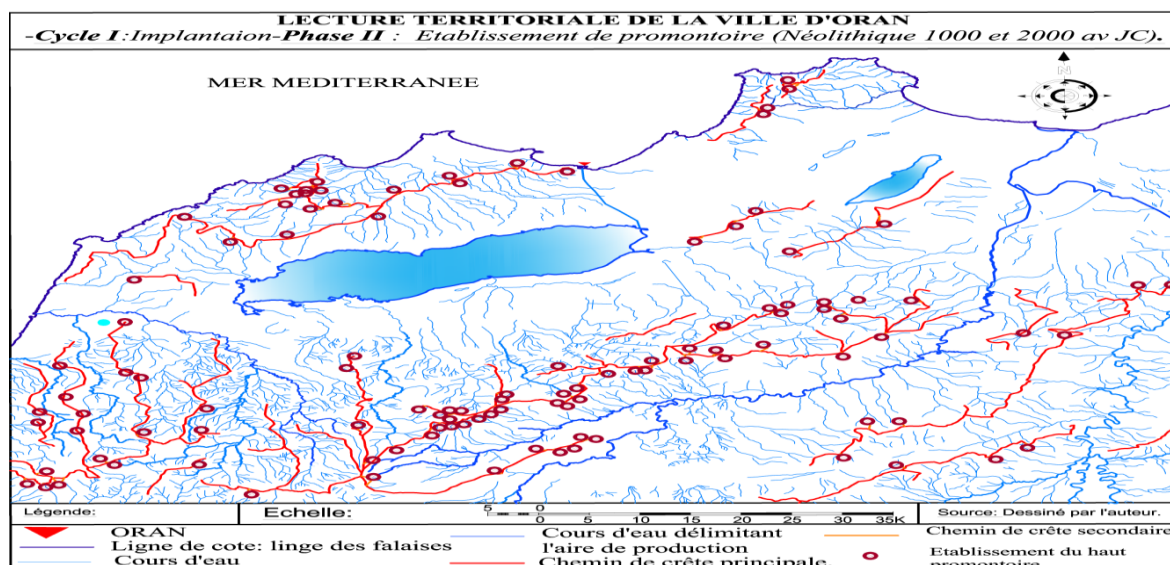 LECTURE TERRITORIALE DE LA VILLE D'ORAN
-Cycle I:Implantaion-Phase II : Etablissement de promontoire (Néolithique 1000 et 2000 av JC).
MER MEDITERRANEE
N
Légende:
Echelle:
5 0
0 5 10 15 20 25 30 35K
Source: Dessiné par l'auteur.
ORAN
Ligne de cote: linge des falaises
Cours d'eau
Cours d'eau délimitant
l'aire de production
Chemin de crête principale
Chemin de crête secondaire
Etablissement du haut
promontoire